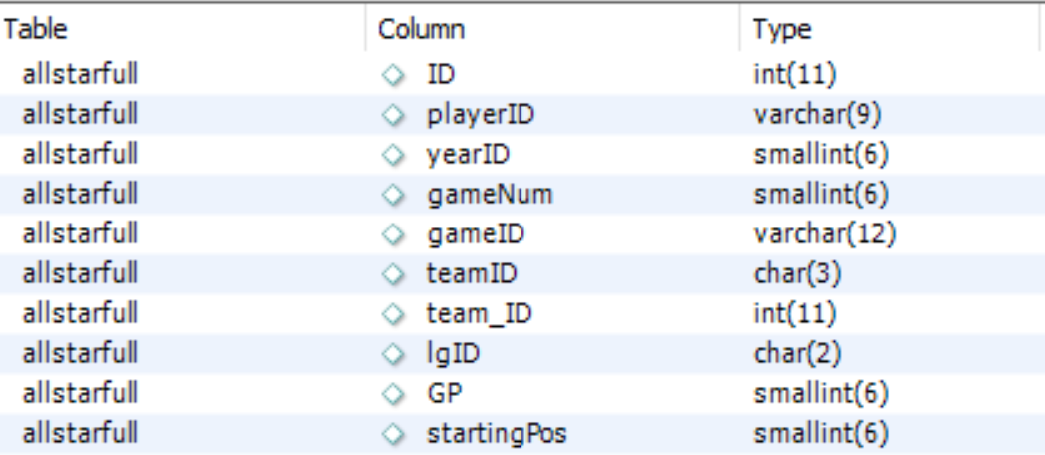 Table Column Type
allstarfull ID int(11)
allstarfull playerID varchar(9)
allstarfull yearID smallint(6)
allstarfull gameNum smallint(6)
allstarfull gameID varchar(12)
allstarfull teamID char(3)
allstarfull team_ID int(11)
allstarfull lgID char(2)
allstarfull GP smallint(6)
allstarfull startingPos smallint(6)